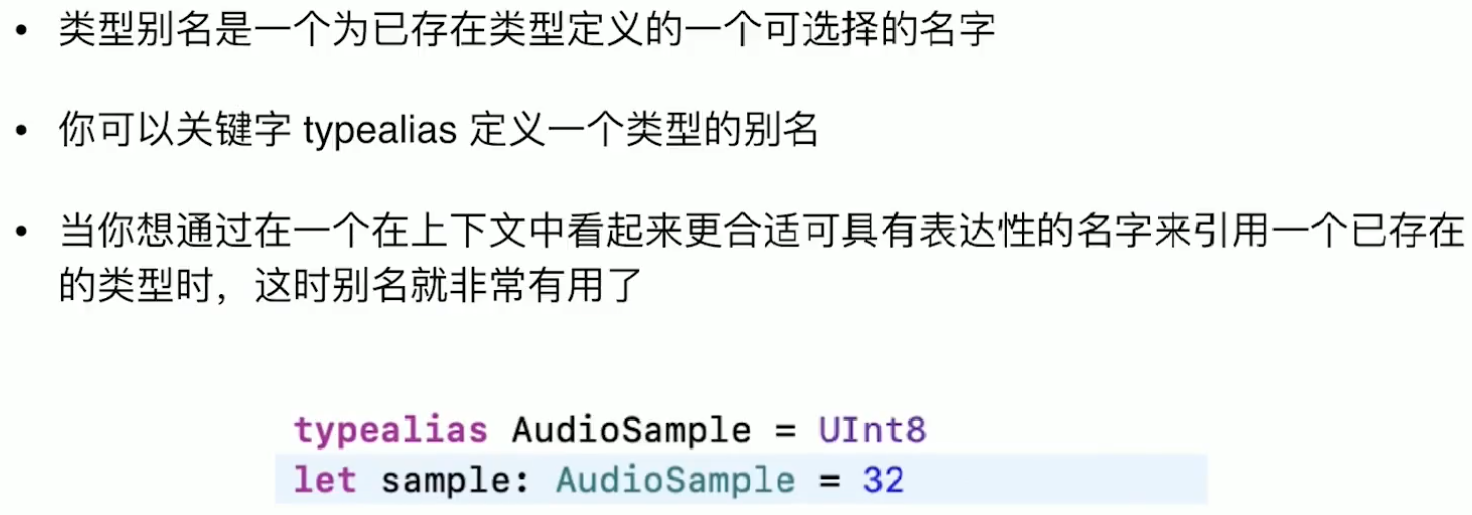 • 类型别名是一个为已存在类型定义的一个可选择的名字
• 你可以关键字 typealias 定义一个类型的别名
• 当你想通过在一个在上下文中看起来更合适可具有表达性的名字来引用一个已存在
的类型时，这时别名就非常有用了
typealias AudioSample = UInt8
let sample: AudioSample = 32